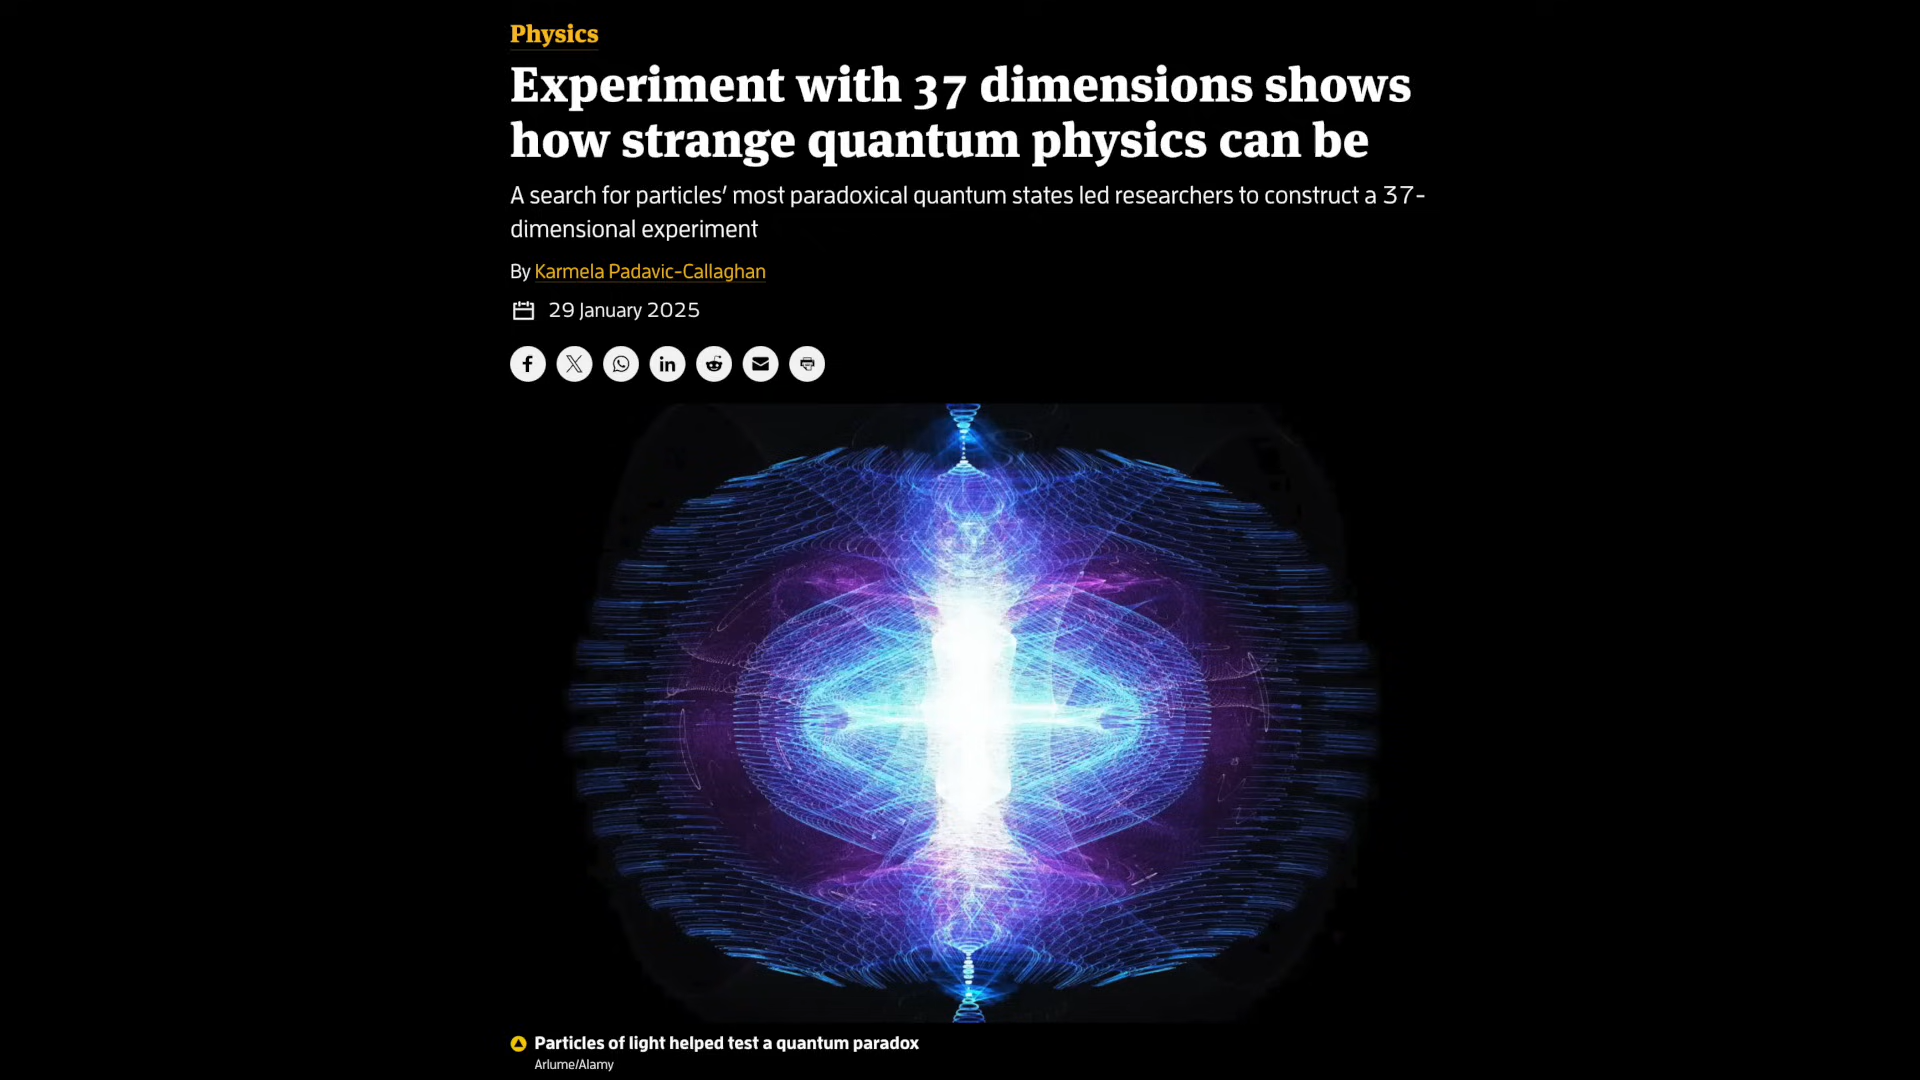 Physics
Experiment with 37 dimensions shows
how strange quantum physics can be
A search for particles’ most paradoxical quantum states led researchers to construct a 37-
dimensional experiment
By Karmela Padavic-Callaghan
29 January 2025
Particles of light helped test a quantum paradox
Arlume/Alamy